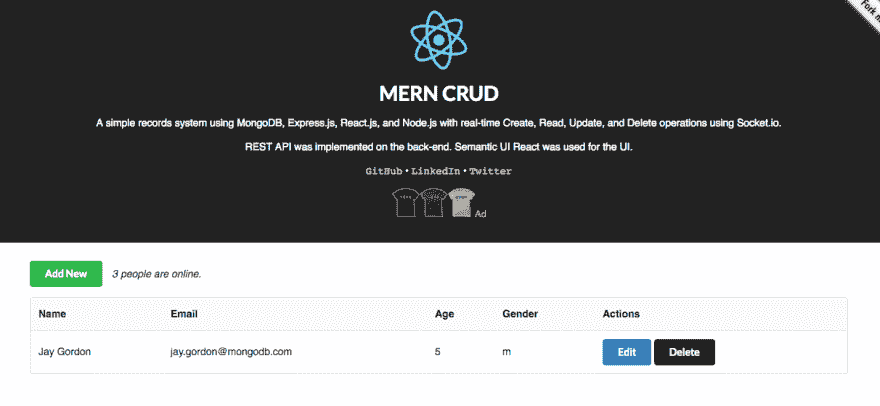 Fork m
MERN CRUD
A simple records system using MongoDB, Express.js, React.js, and Node.js with real-time Create, Read, Update, and Delete operations using Socket.io.
REST API was implemented on the back-end. Semantic UI React was used for the UI.
GitHub • LinkedIn • Twitter
Ad
Add New 3 people are online.
Name Email Age Gender Actions
Jay Gordon jay.gordon@mongodb.com 5 m Edit Delete